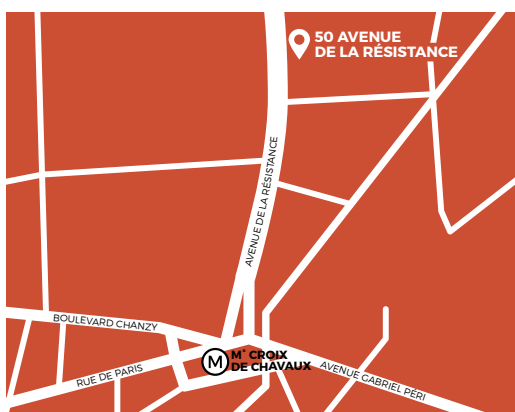 50 AVENUE
DE LA RÉSISTANCE
AVENUE DE LA RÉSISTANCE
BOULEVARD CHANZY
M
M° CROIX
DE CHAVAUX
RUE DE PARIS
AVENUE GABRIEL PÉRI